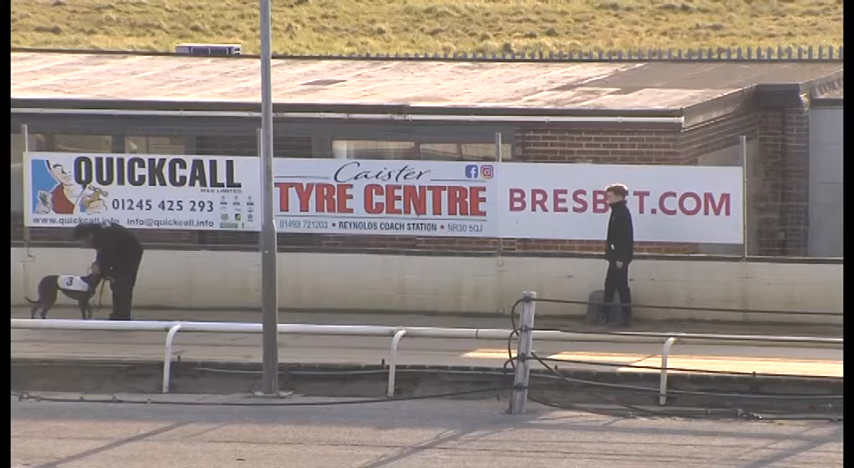 QUICKCALL
M&E LIMITED
01245 425 293
www.quickcall.info info@quickcall.info
Caister
TYRE CENTRE
01493 721203 • REYNOLDS COACH STATION • NR30 5QJ
BRESB T.COM
3